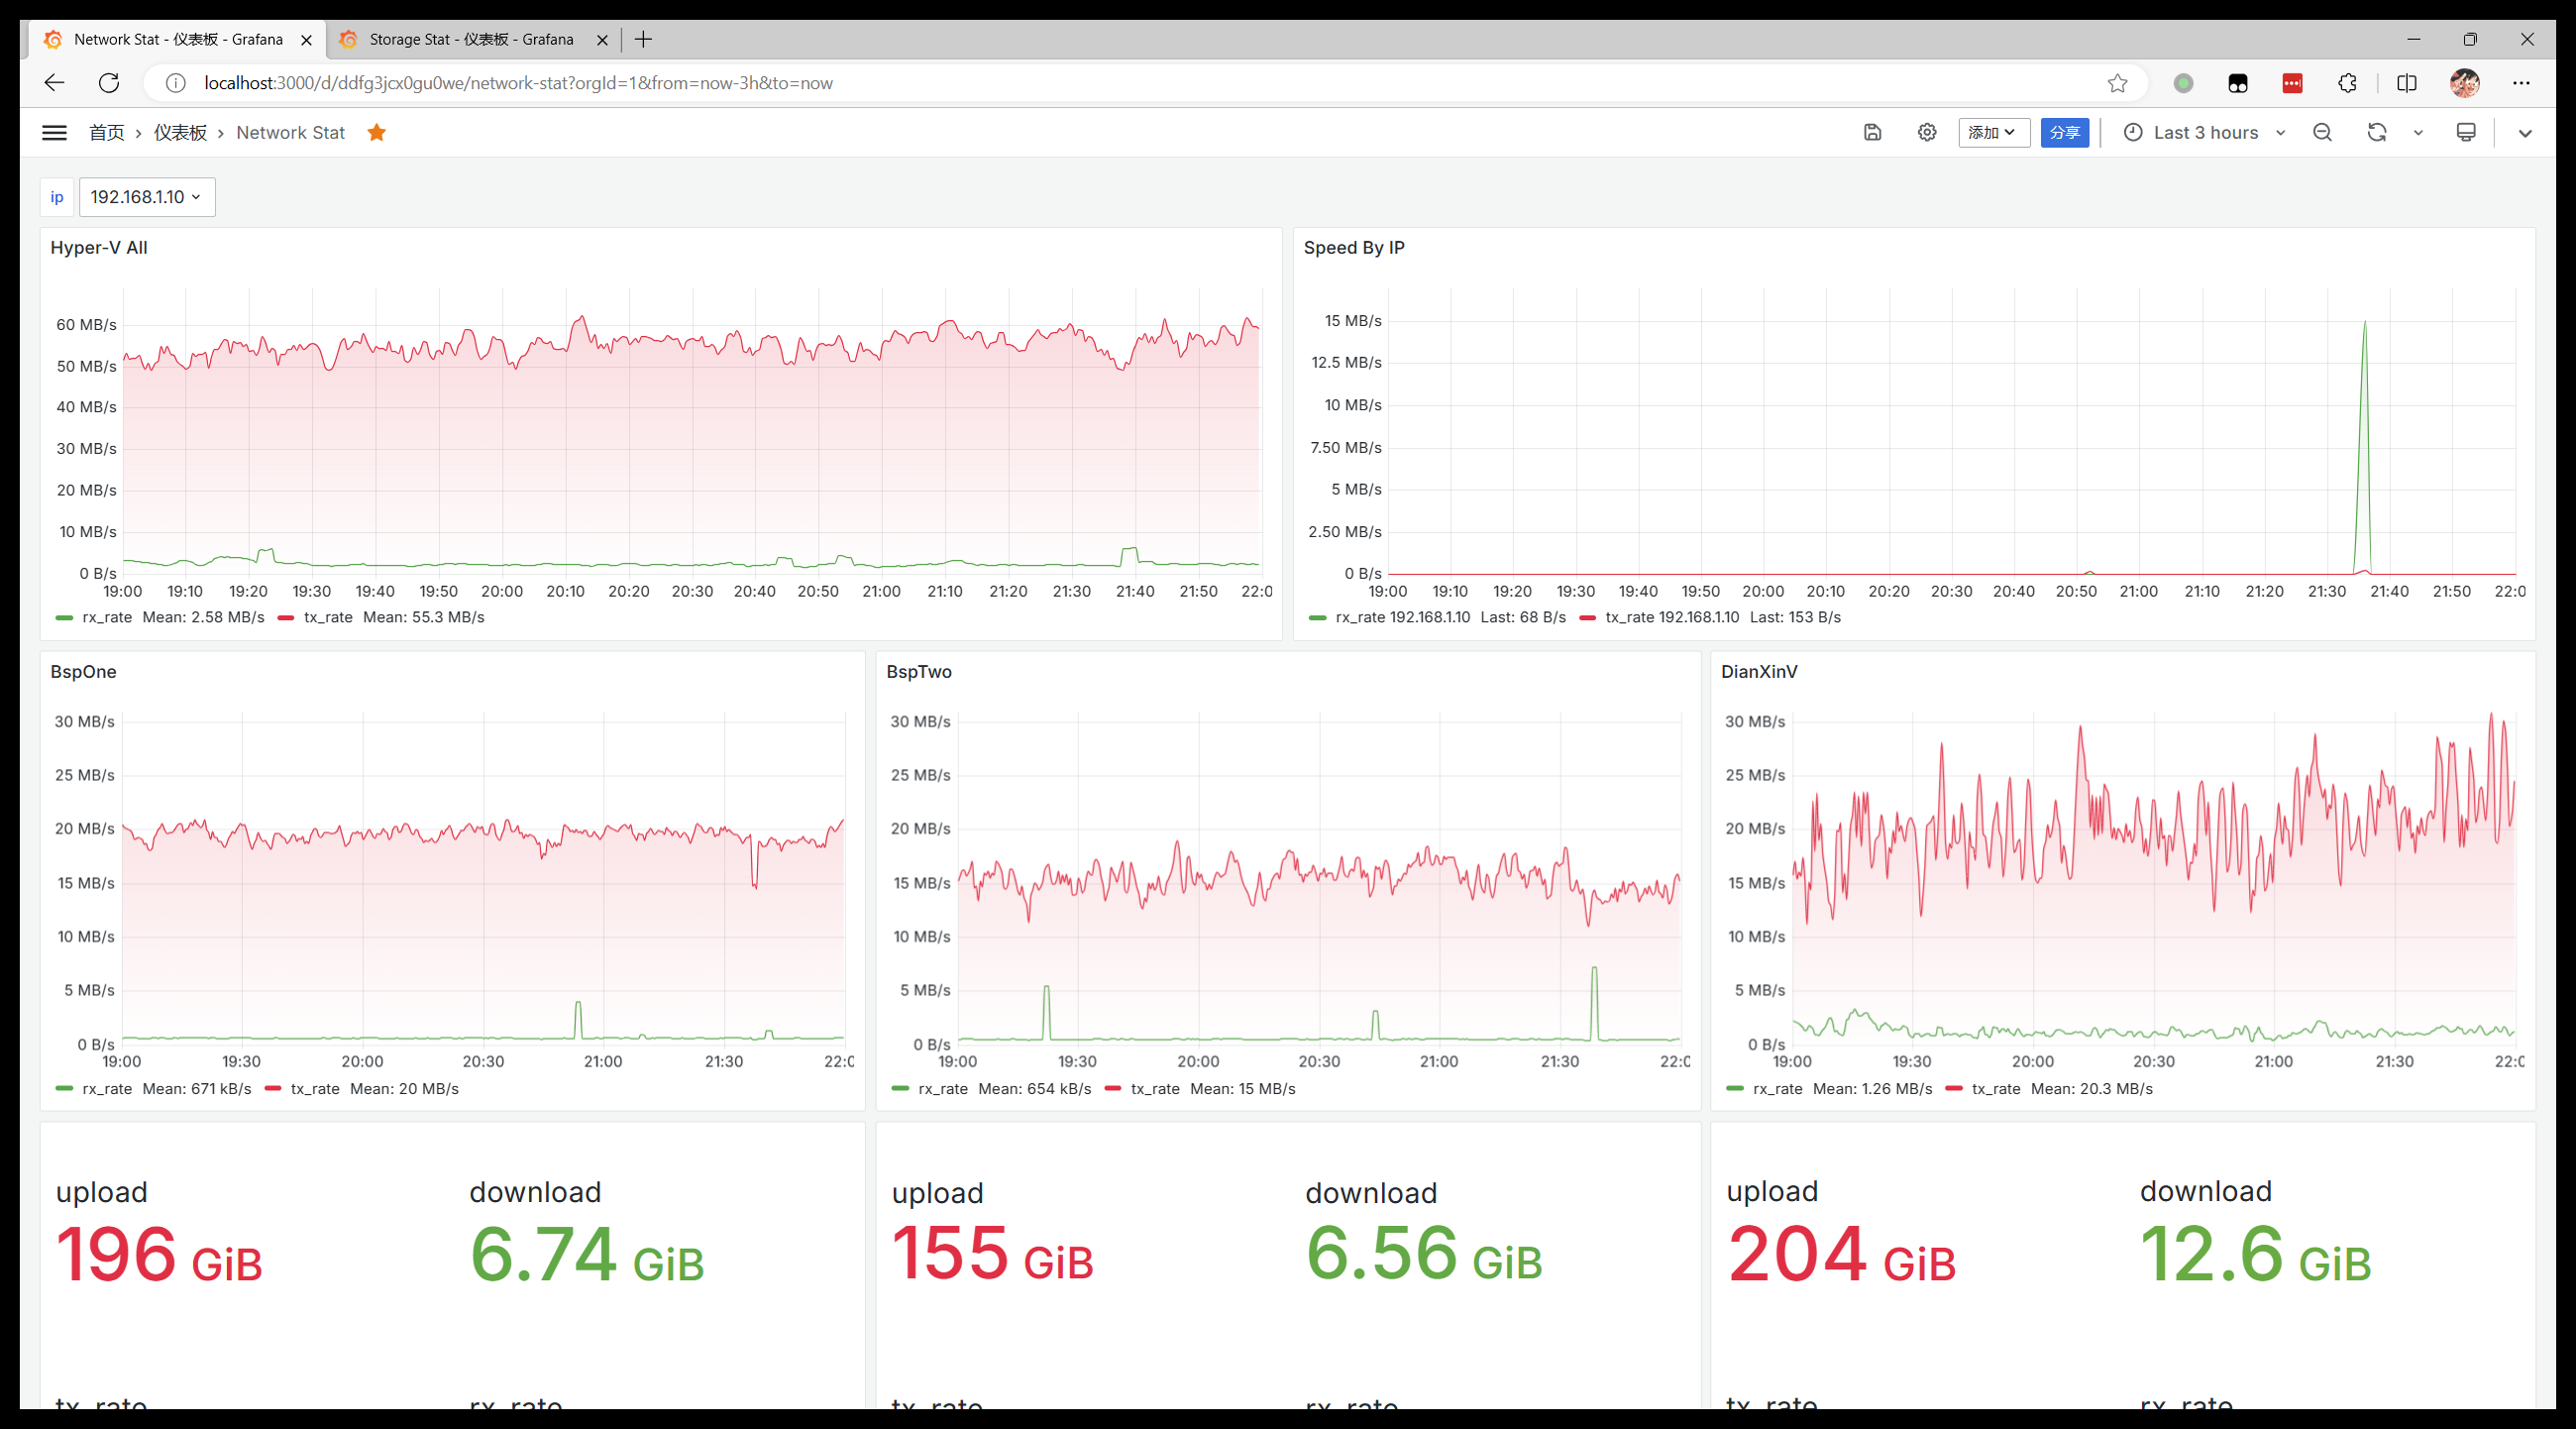 Network Stat - 仪表板 - Grafana
Storage Stat - 仪表板 - Grafana
localhost:3000/d/ddfg3jcx0gu0we/network-stat?orgId=1&from=now-3h&to=now
首页 › 仪表板 › Network Stat
添加
分享
Last 3 hours
ip
192.168.1.10
Hyper-V All
60 MB/s
50 MB/s
40 MB/s
30 MB/s
20 MB/s
10 MB/s
0 B/s
19:00 19:10 19:20 19:30 19:40 19:50 20:00 20:10 20:20 20:30 20:40 20:50 21:00 21:10 21:20 21:30 21:40 21:50 22:0
rx_rate Mean: 2.58 MB/s tx_rate Mean: 55.3 MB/s
Speed By IP
15 MB/s
12.5 MB/s
10 MB/s
7.50 MB/s
5 MB/s
2.50 MB/s
0 B/s
19:00 19:10 19:20 19:30 19:40 19:50 20:00 20:10 20:20 20:30 20:40 20:50 21:00 21:10 21:20 21:30 21:40 21:50 22:0
rx_rate 192.168.1.10 Last: 68 B/s tx_rate 192.168.1.10 Last: 153 B/s
BspOne
30 MB/s
25 MB/s
20 MB/s
15 MB/s
10 MB/s
5 MB/s
0 B/s
19:00 19:30 20:00 20:30 21:00 21:30 22:0
rx_rate Mean: 671 kB/s tx_rate Mean: 20 MB/s
BspTwo
30 MB/s
25 MB/s
20 MB/s
15 MB/s
10 MB/s
5 MB/s
0 B/s
19:00 19:30 20:00 20:30 21:00 21:30 22:0
rx_rate Mean: 654 kB/s tx_rate Mean: 15 MB/s
DianXinV
30 MB/s
25 MB/s
20 MB/s
15 MB/s
10 MB/s
5 MB/s
0 B/s
19:00 19:30 20:00 20:30 21:00 21:30 22:0
rx_rate Mean: 1.26 MB/s tx_rate Mean: 20.3 MB/s
upload
196 GiB
download
6.74 GiB
tx_rate
rx_rate
upload
155 GiB
download
6.56 GiB
tx_rate
rx_rate
upload
204 GiB
download
12.6 GiB
tx_rate
rx_rate